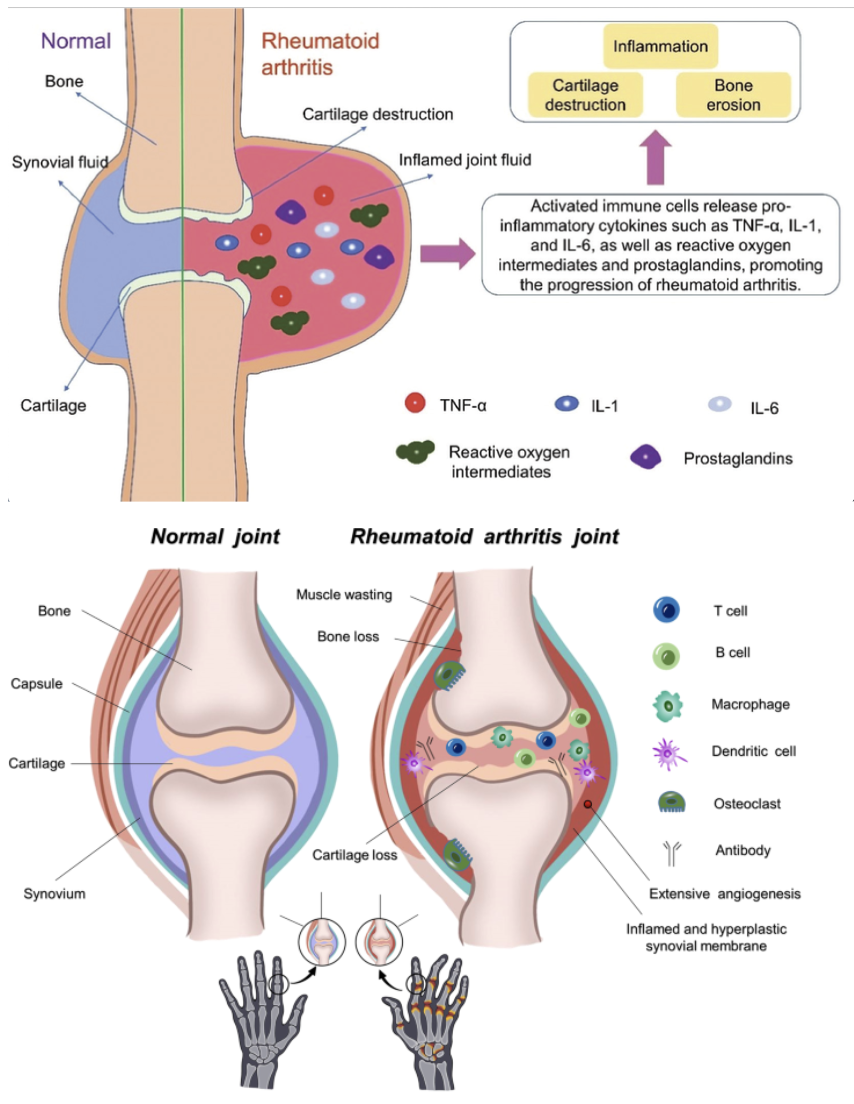 Normal
Rheumatoid
arthritis
Bone
Cartilage destruction
Synovial fluid
Inflamed joint fluid
Cartilage
Inflammation
Cartilage
destruction
Bone
erosion
Activated immune cells release pro-
inflammatory cytokines such as TNF-α, IL-1,
and IL-6, as well as reactive oxygen
intermediates and prostaglandins, promoting
the progression of rheumatoid arthritis.
TNF-α
IL-1
IL-6
Reactive oxygen
intermediates
Prostaglandins
Normal joint
Rheumatoid arthritis joint
Bone
Capsule
Cartilage
Synovium
Muscle wasting
Bone loss
Cartilage loss
T cell
B cell
Macrophage
Dendritic cell
Osteoclast
Antibody
Extensive angiogenesis
Inflamed and hyperplastic
synovial membrane